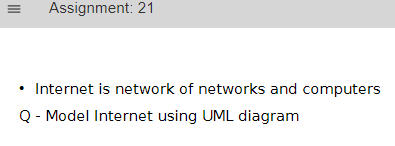 Assignment: 21
• Internet is network of networks and computers
Q - Model Internet using UML diagram